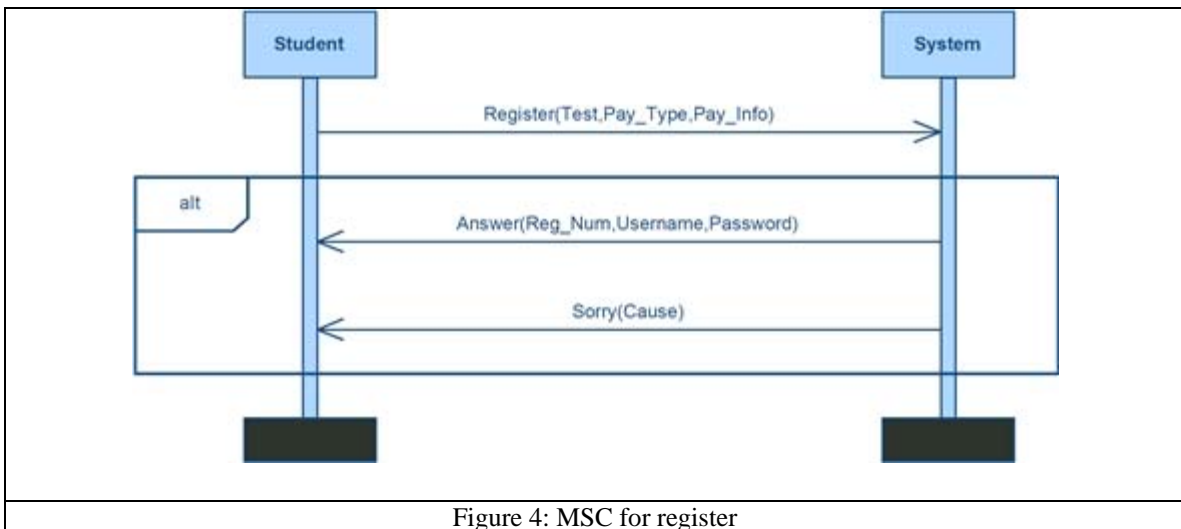 Student
System
Register(Test,Pay_Type,Pay_Info)
alt
Answer(Reg_Num,Username,Password)
Sorry(Cause)
Figure 4: MSC for register